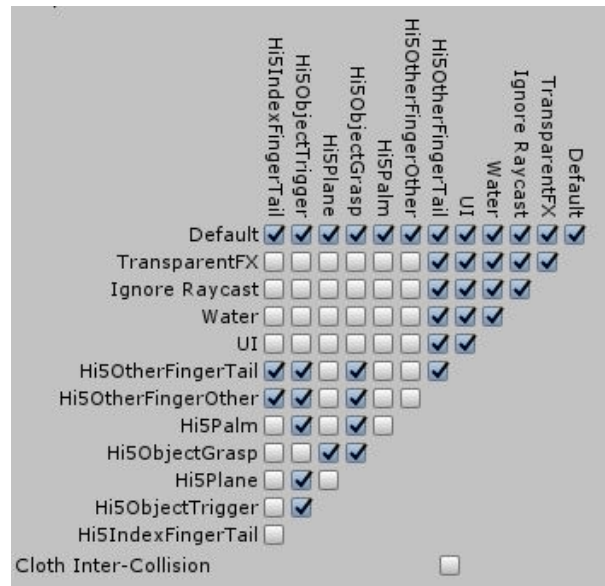 Hi5IndexFingerTail
Hi5ObjectTrigger
Hi5Plane
Hi5ObjectGrasp
Hi5Palm
Hi5OtherFingerOther
Hi5OtherFingerTail
UI
Water
Ignore Raycast
TransparentFX
Default
Default
TransparentFX
Ignore Raycast
Water
UI
Hi5OtherFingerTail
Hi5OtherFingerOther
Hi5Palm
Hi5ObjectGrasp
Hi5Plane
Hi5ObjectTrigger
Hi5IndexFingerTail
Cloth Inter-Collision